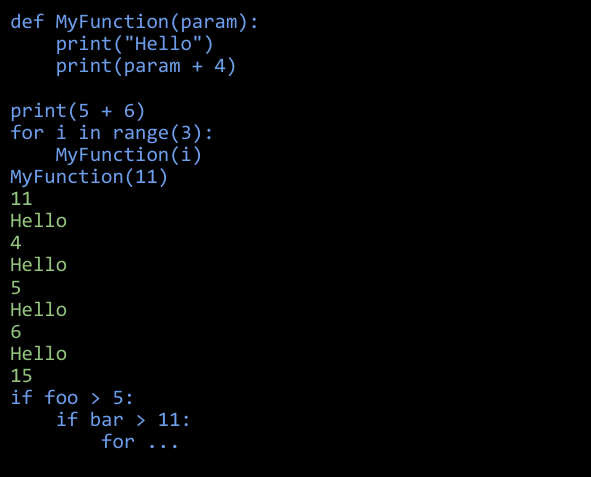 def MyFunction(param):
    print("Hello")
    print(param + 4)

print(5 + 6)
for i in range(3):
    MyFunction(i)
MyFunction(11)
11
Hello
4
Hello
5
Hello
6
Hello
15
if foo > 5:
    if bar > 11:
        for ...